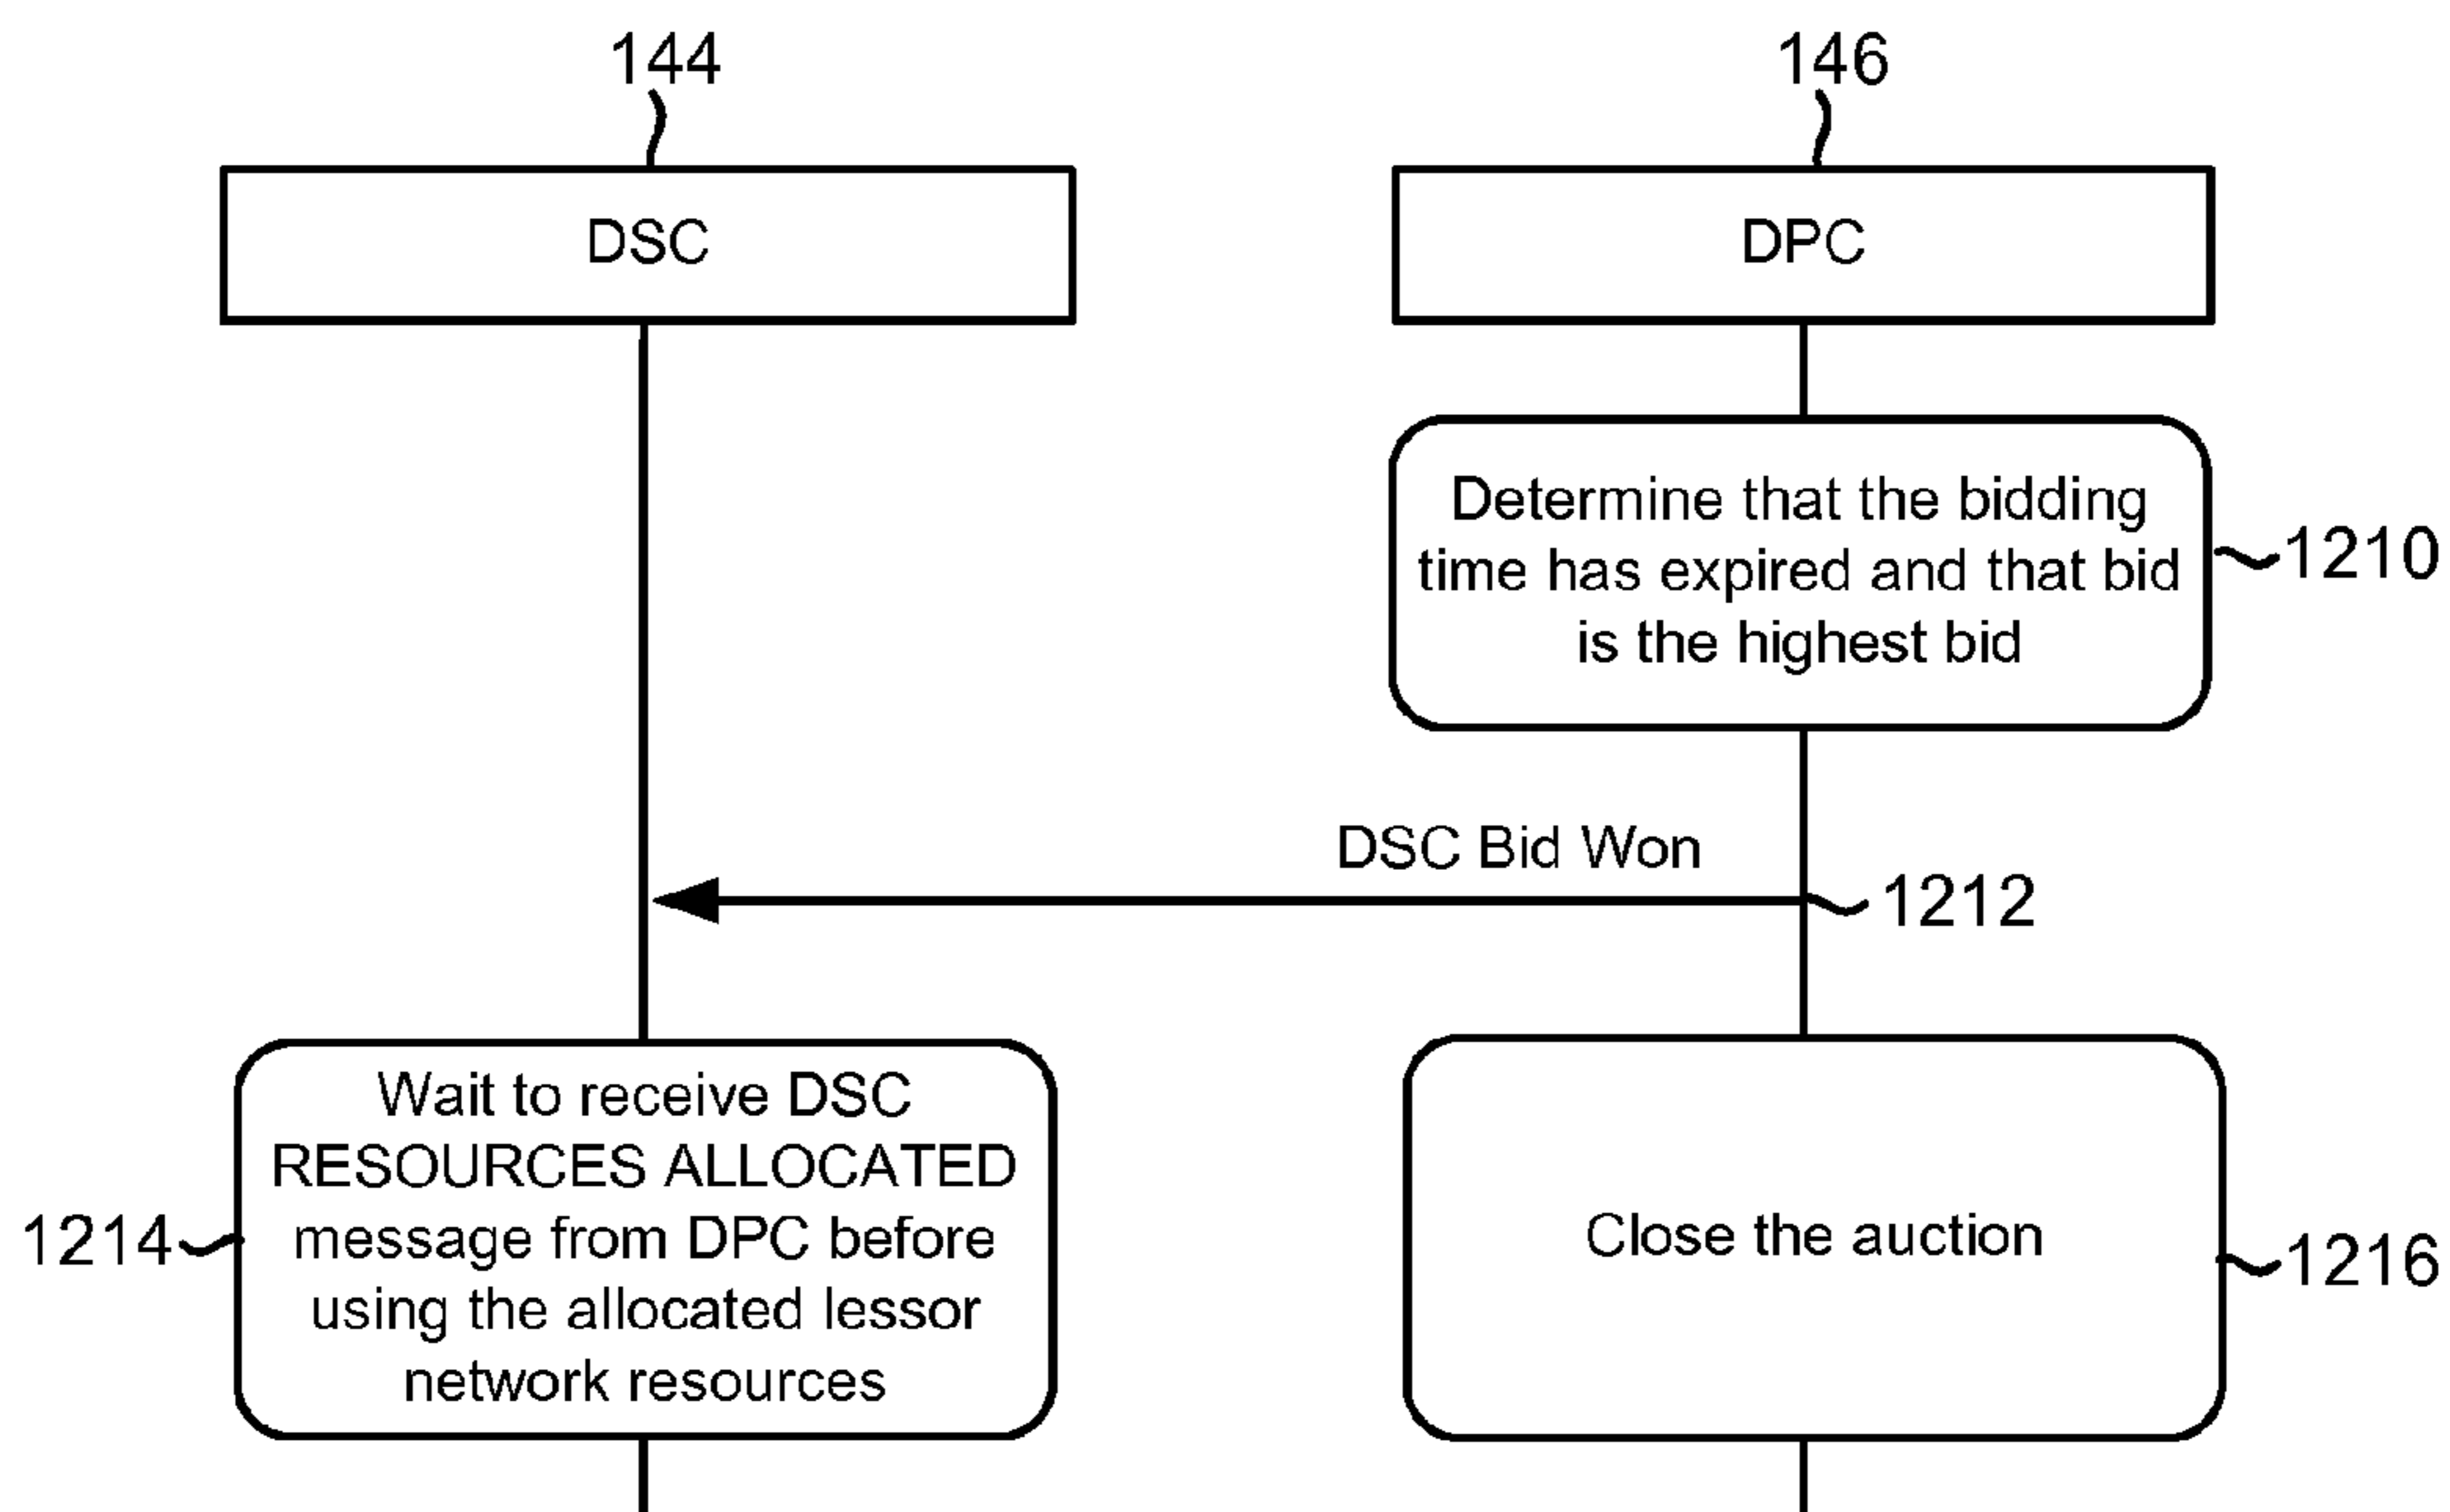 144
146
DSC
DPC
Determine that the bidding
time has expired and that bid
is the highest bid
1210
DSC Bid Won
1212
Wait to receive DSC
RESOURCES ALLOCATED
message from DPC before
using the allocated lessor
network resources
1214
Close the auction
1216